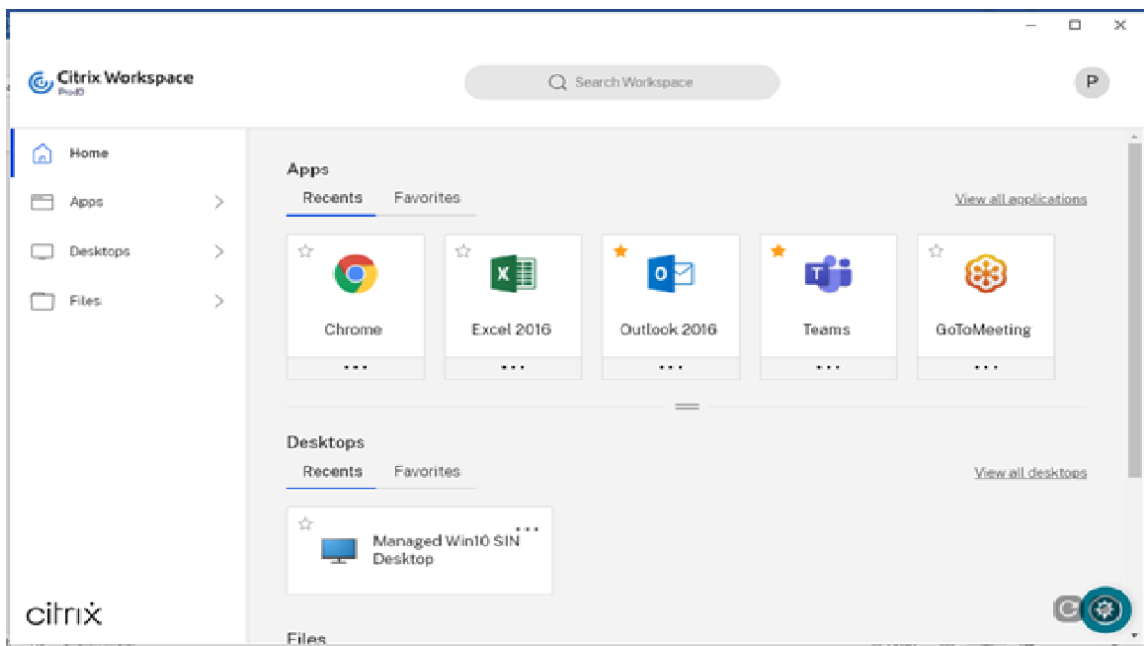 Citrix Workspace
ProdD
Search Workspace
P
Home
Apps
Desktops
Files
Apps
Recents Favorites
View all applications
Chrome
Excel 2016
Outlook 2016
Teams
GoToMeeting
Desktops
Recents Favorites
View all desktops
Managed Win10 SIN
Desktop
citrix
Files